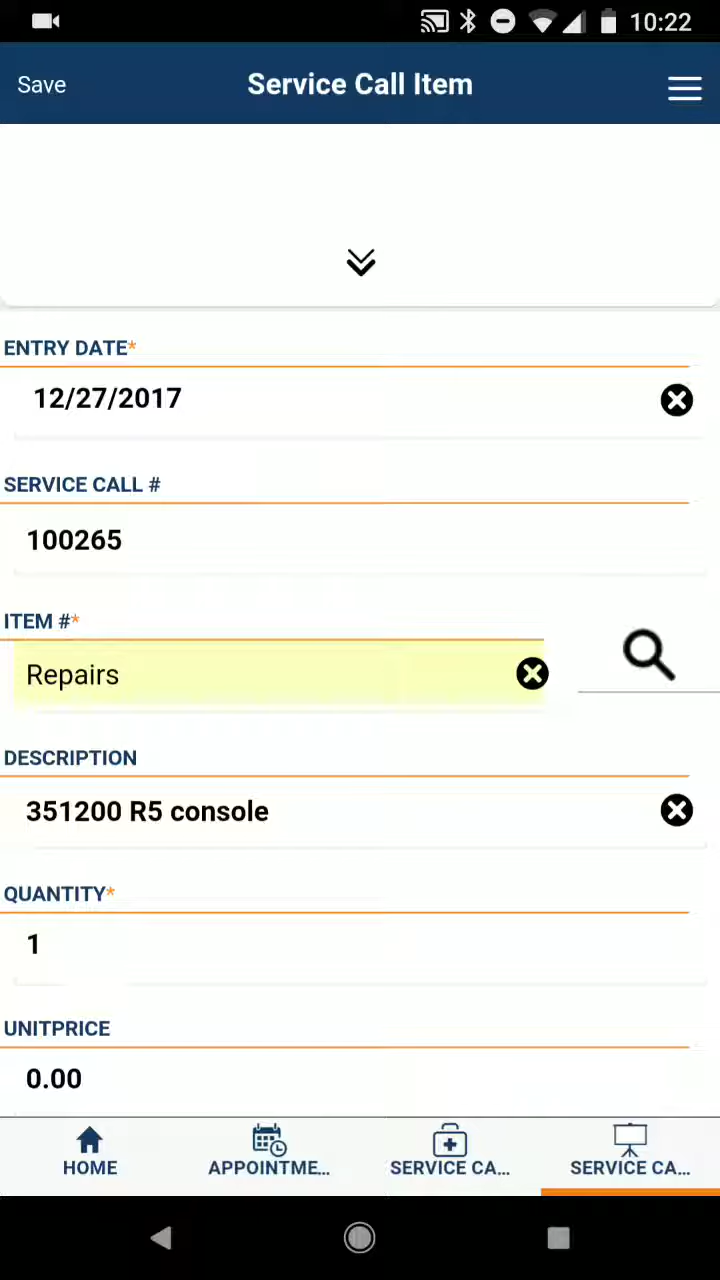 10:22
Save
Service Call Item
ENTRY DATE*
12/27/2017
SERVICE CALL #
100265
ITEM #*
Repairs
DESCRIPTION
351200 R5 console
QUANTITY*
1
UNITPRICE
0.00
HOME
APPOINTME...
SERVICE CA...
SERVICE CA...